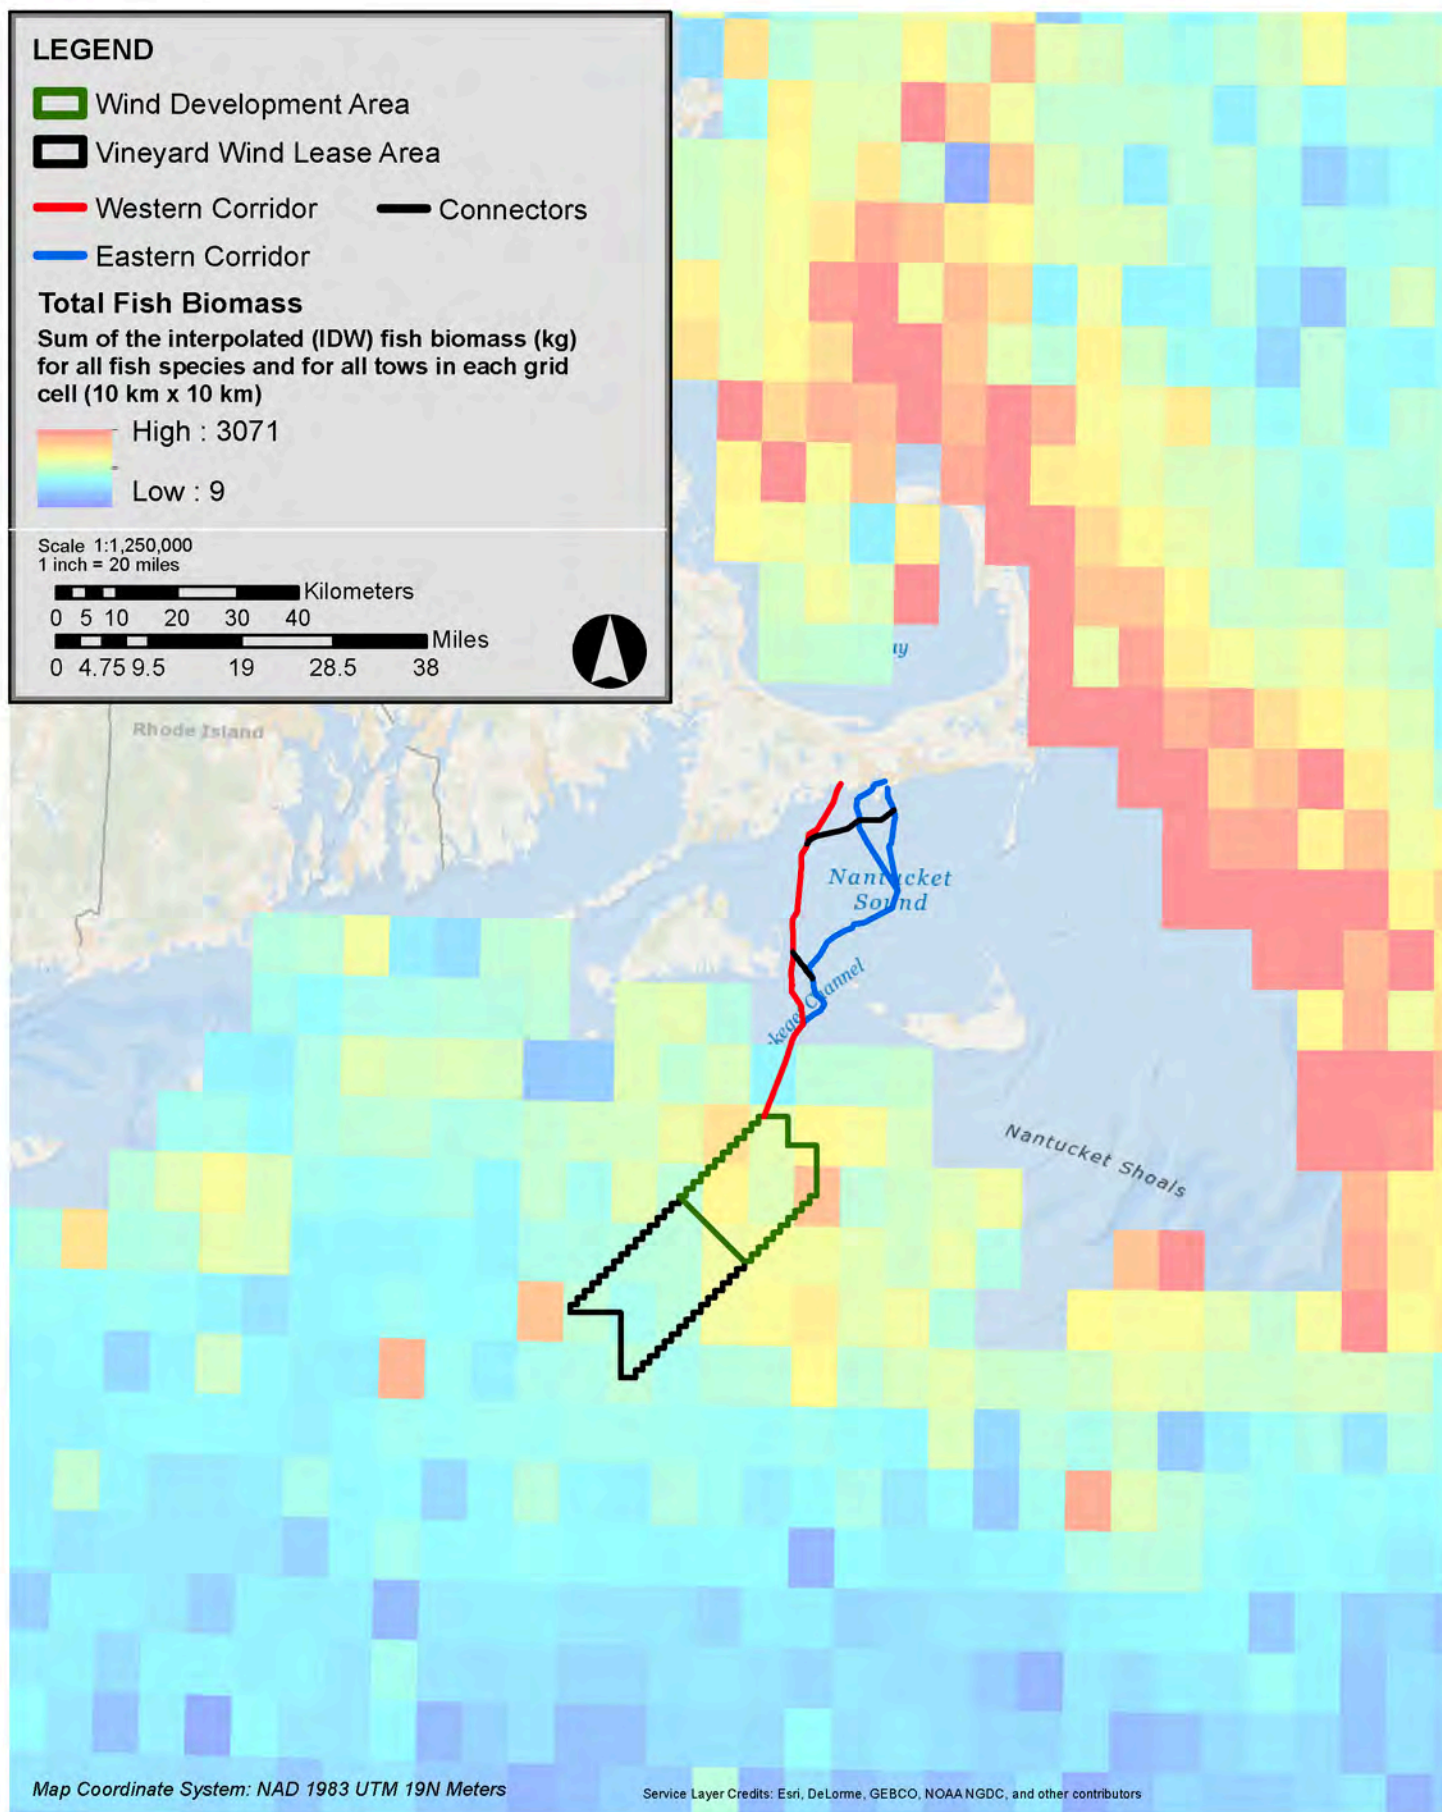 LEGEND
Wind Development Area
Vineyard Wind Lease Area
Western Corridor
Connectors
Eastern Corridor
Total Fish Biomass
Sum of the interpolated (IDW) fish biomass (kg)
for all fish species and for all tows in each grid
cell (10 km x 10 km)
High : 3071
Low : 9
Scale 1:1,250,000
1 inch = 20 miles
Kilometers
0 5 10 20 30 40
Miles
0 4.75 9.5 19 28.5 38
ay
Rhode Island
Nantucket
Sound
keget Channel
Nantucket Shoals
Map Coordinate System: NAD 1983 UTM 19N Meters
Service Layer Credits: Esri, DeLorme, GEBCO, NOAA NGDC, and other contributors